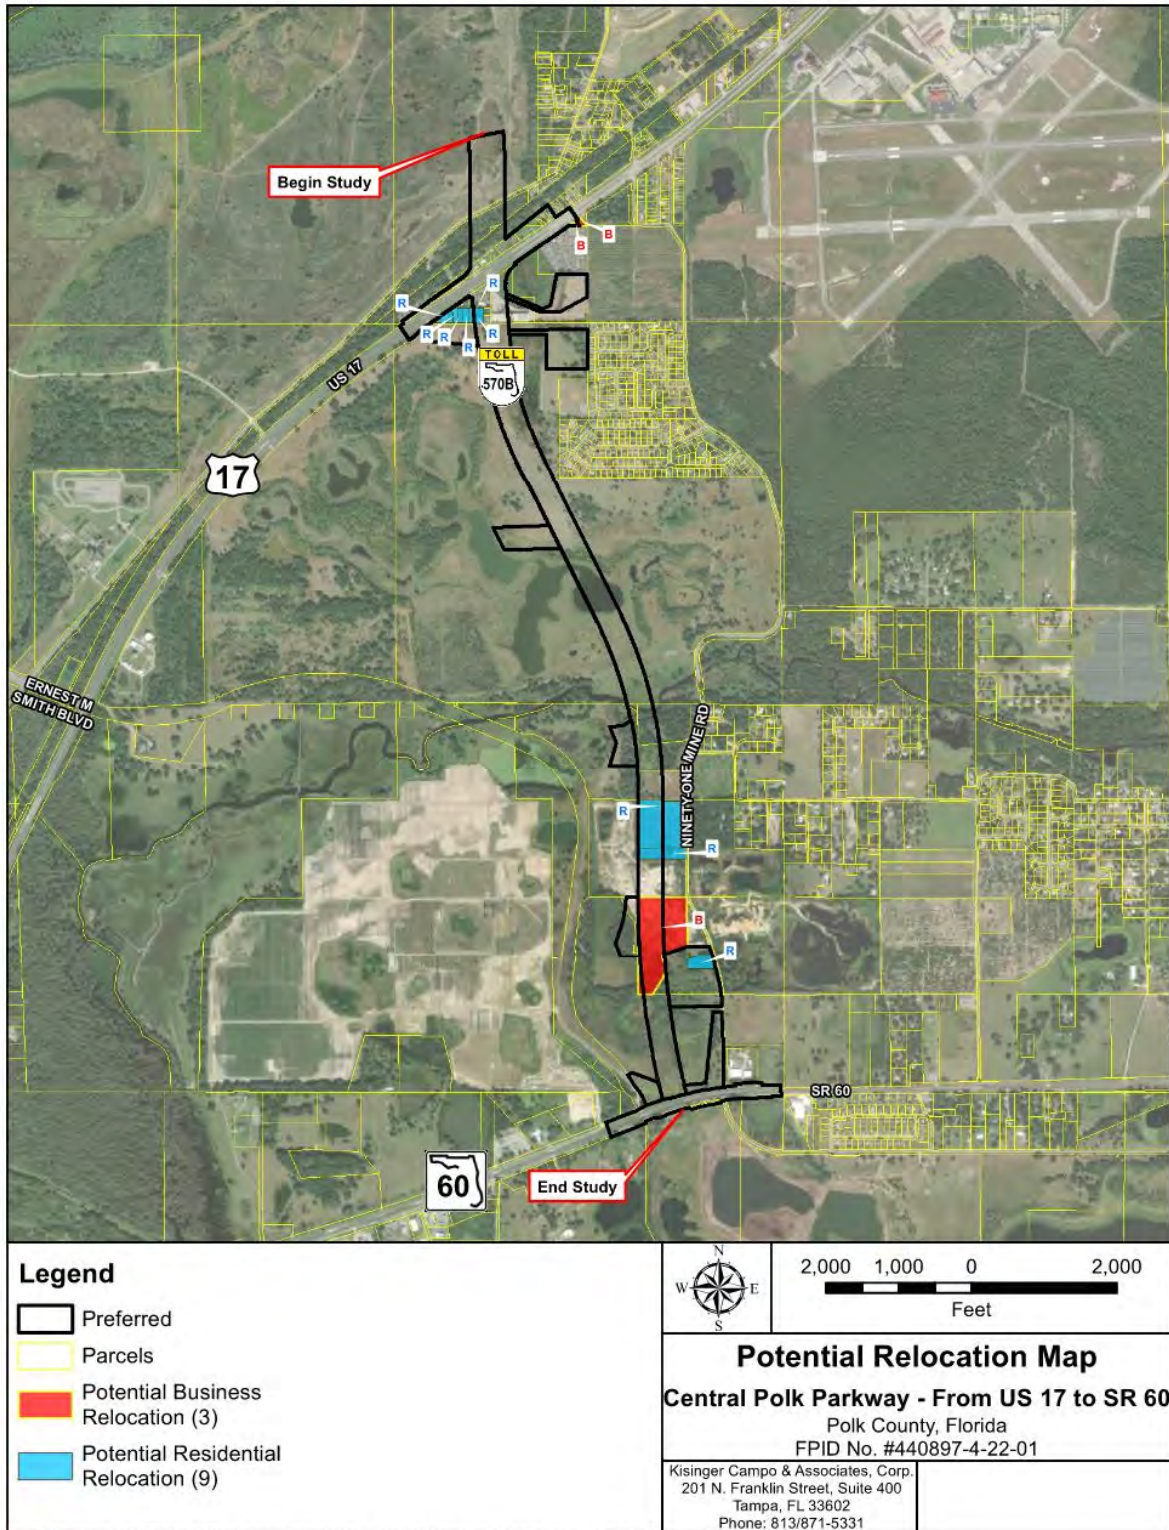 Begin Study
B
B
R
R
R
R
R
R
TOLL
570B
US 17
17
ERNEST M
SMITH BLVD
NINETY-ONE MINE RD
R
R
B
R
SR 60
60
End Study
Legend
Preferred
Parcels
Potential Business
Relocation (3)
Potential Residential
Relocation (9)
N
W
E
S
2,000 1,000 0 2,000
Feet
Potential Relocation Map
Central Polk Parkway - From US 17 to SR 60
Polk County, Florida
FPID No. #440897-4-22-01
Kisinger Campo & Associates, Corp.
201 N. Franklin Street, Suite 400
Tampa, FL 33602
Phone: 813/871-5331